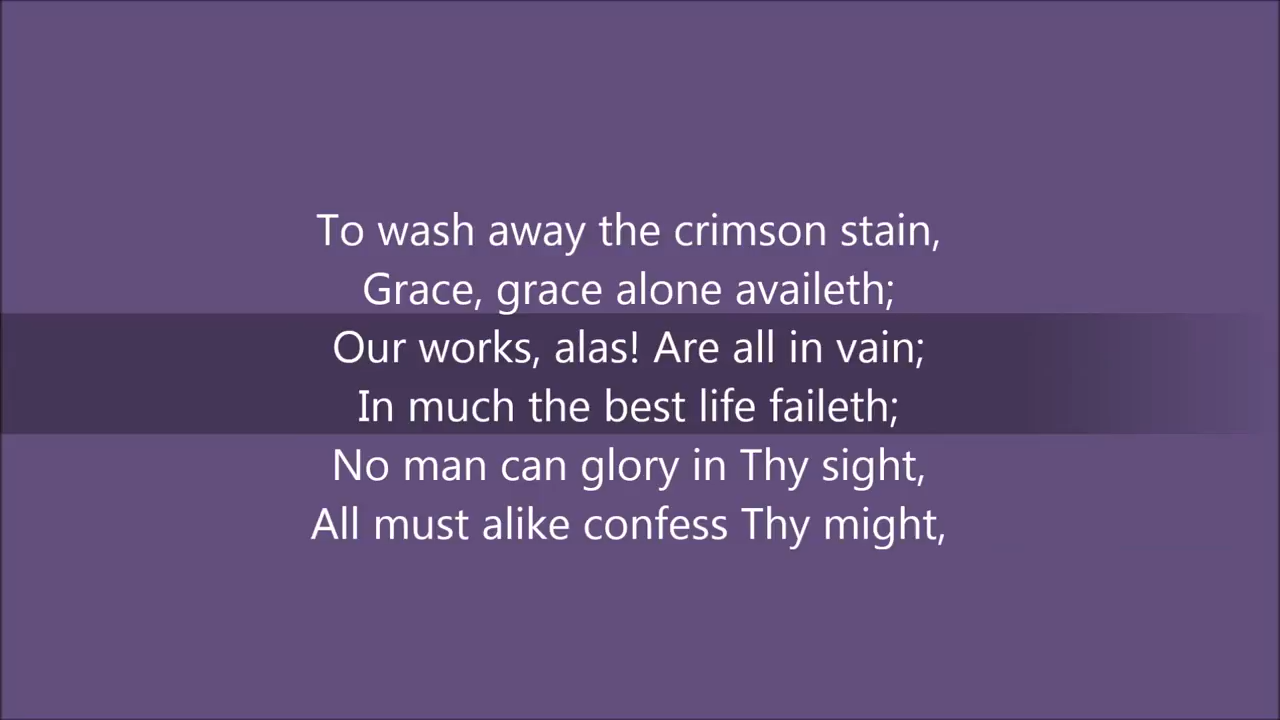 To wash away the crimson stain,
Grace, grace alone availeth;
Our works, alas! Are all in vain;
In much the best life faileth;
No man can glory in Thy sight,
All must alike confess Thy might,